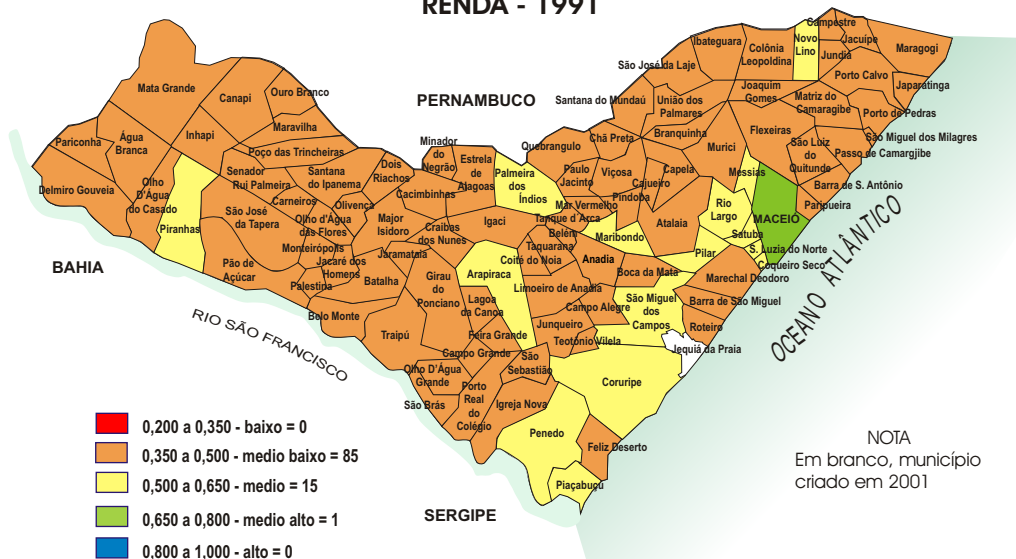 RENDA - 1991
PERNAMBUCO
BAHIA
SERGIPE
RIO SÃO FRANCISCO
OCEANO ATLÂNTICO
Mata Grande
Canapi
Ouro Branco
Maravilha
Inhapi
Pariconha
Água
Branca
Delmiro Gouveia
Olho
D'Água
do Casado
Piranhas
Poço das Trincheiras
Senador
Rui Palmeira
Santana
do Ipanema
Carneiros
Dois
Riachos
Olivença
Olho d'Água
das Flores
São José
da Tapera
Monteirópolis
Pão de
Açúcar
Jacaré dos
Homens
Palestina
Belo Monte
Batalha
Jaramataia
Major
Isidoro
Cacimbinhas
Minador
do
Negrão
Estrela
de
Alagoas
Palmeira
dos
Índios
Igaci
Craibas
dos Nunes
Girau
do
Ponciano
Traipú
Arapiraca
Lagoa
da Canoa
Feira Grande
Campo Grande
Olho D'Água
Grande
São Brás
Porto
Real
do
Colégio
São
Sebastião
Igreja Nova
Penedo
Piaçabuçú
Feliz Deserto
Coruripe
Junqueiro
Teotônio Vilela
Campo Alegre
Limoeiro de Anadia
Coité do Noia
Taquarana
Belém
Tanque d'Arca
Mar Vermelho
Maribondo
Anadia
Boca da Mata
São Miguel
dos
Campos
Jequiá da Praia
Roteiro
Barra de São Miguel
Marechal Deodoro
Pilar
Coqueiro Seco
S. Luzia do Norte
Satuba
MACEIÓ
Rio
Largo
Messias
Atalaia
Pindoba
Cajueiro
Capela
Viçosa
Paulo
Jacinto
Quebrangulo
Chã Preta
Branquinha
Murici
Flexeiras
São Luiz
do
Quitunde
Paripueira
Barra de S. Antônio
Passo de Camargjibe
São Miguel dos Milagres
Porto de Pedras
Japaratinga
Matriz do
Camaragibe
Joaquim
Gomes
União dos
Palmares
Santana do Mundaú
São José da Laje
Ibateguara
Colônia
Leopoldina
Novo
Lino
Campestre
Jacuípe
Jundiá
Porto Calvo
Maragogi
0,200 a 0,350 - baixo = 0
0,350 a 0,500 - medio baixo = 85
0,500 a 0,650 - medio = 15
0,650 a 0,800 - medio alto = 1
0,800 a 1,000 - alto = 0
NOTA
Em branco, município
criado em 2001